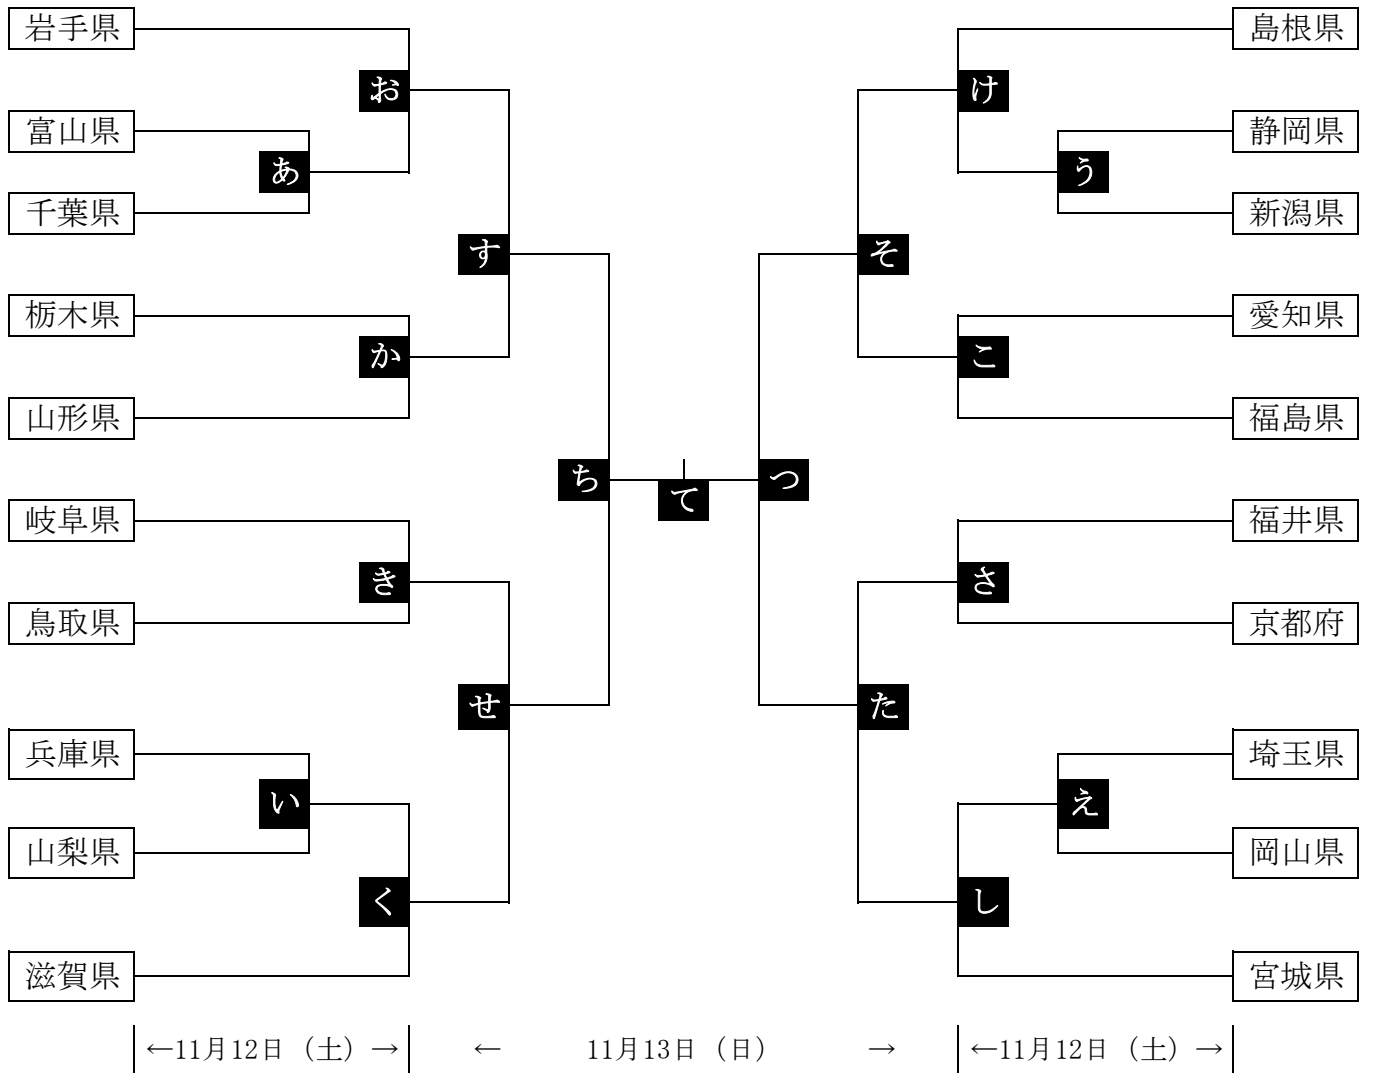 岩手県
島根県
お
け
富山県
静岡県
あ
う
千葉県
新潟県
す
そ
栃木県
愛知県
か
こ
山形県
福島県
ち
て
つ
岐阜県
福井県
き
さ
鳥取県
京都府
せ
た
兵庫県
埼玉県
い
え
山梨県
岡山県
く
し
滋賀県
宮城県
←11月12日（土）→ ← 11月13日（日） → ←11月12日（土）→